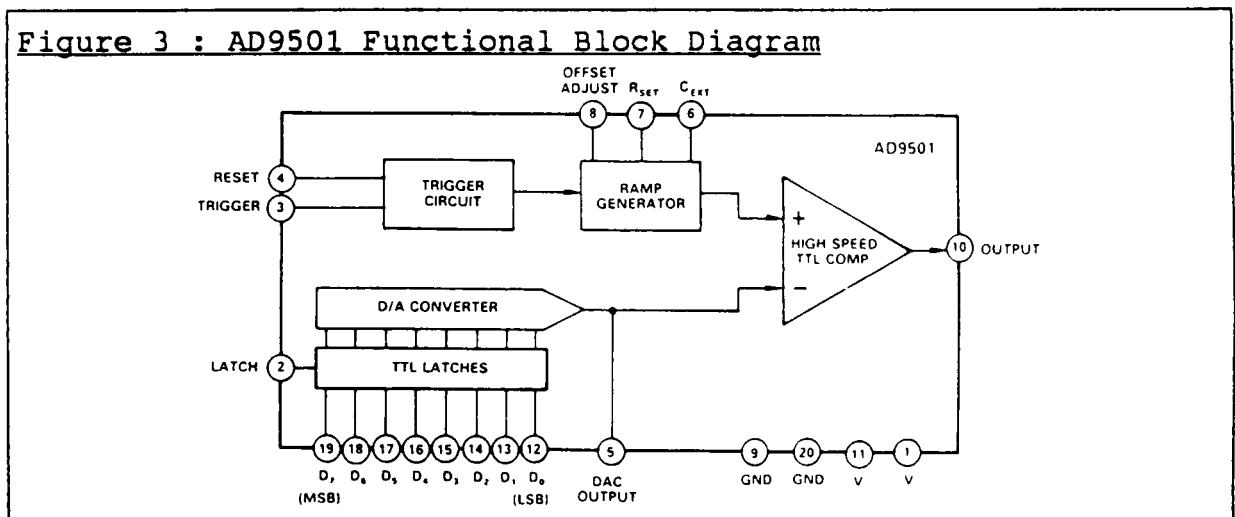 Figure 3 : AD9501 Functional Block Diagram
OFFSET
ADJUST R_SET C_EXT
8 7 6
AD9501
RESET 4
TRIGGER 3
TRIGGER
CIRCUIT
RAMP
GENERATOR
+
HIGH SPEED
TTL COMP
−
10 OUTPUT
D/A CONVERTER
LATCH 2
TTL LATCHES
19 18 17 16 15 14 13 12 5 9 20 11 1
D₇ D₆ D₅ D₄ D₃ D₂ D₁ D₀ DAC GND GND V V
(MSB) (LSB) OUTPUT